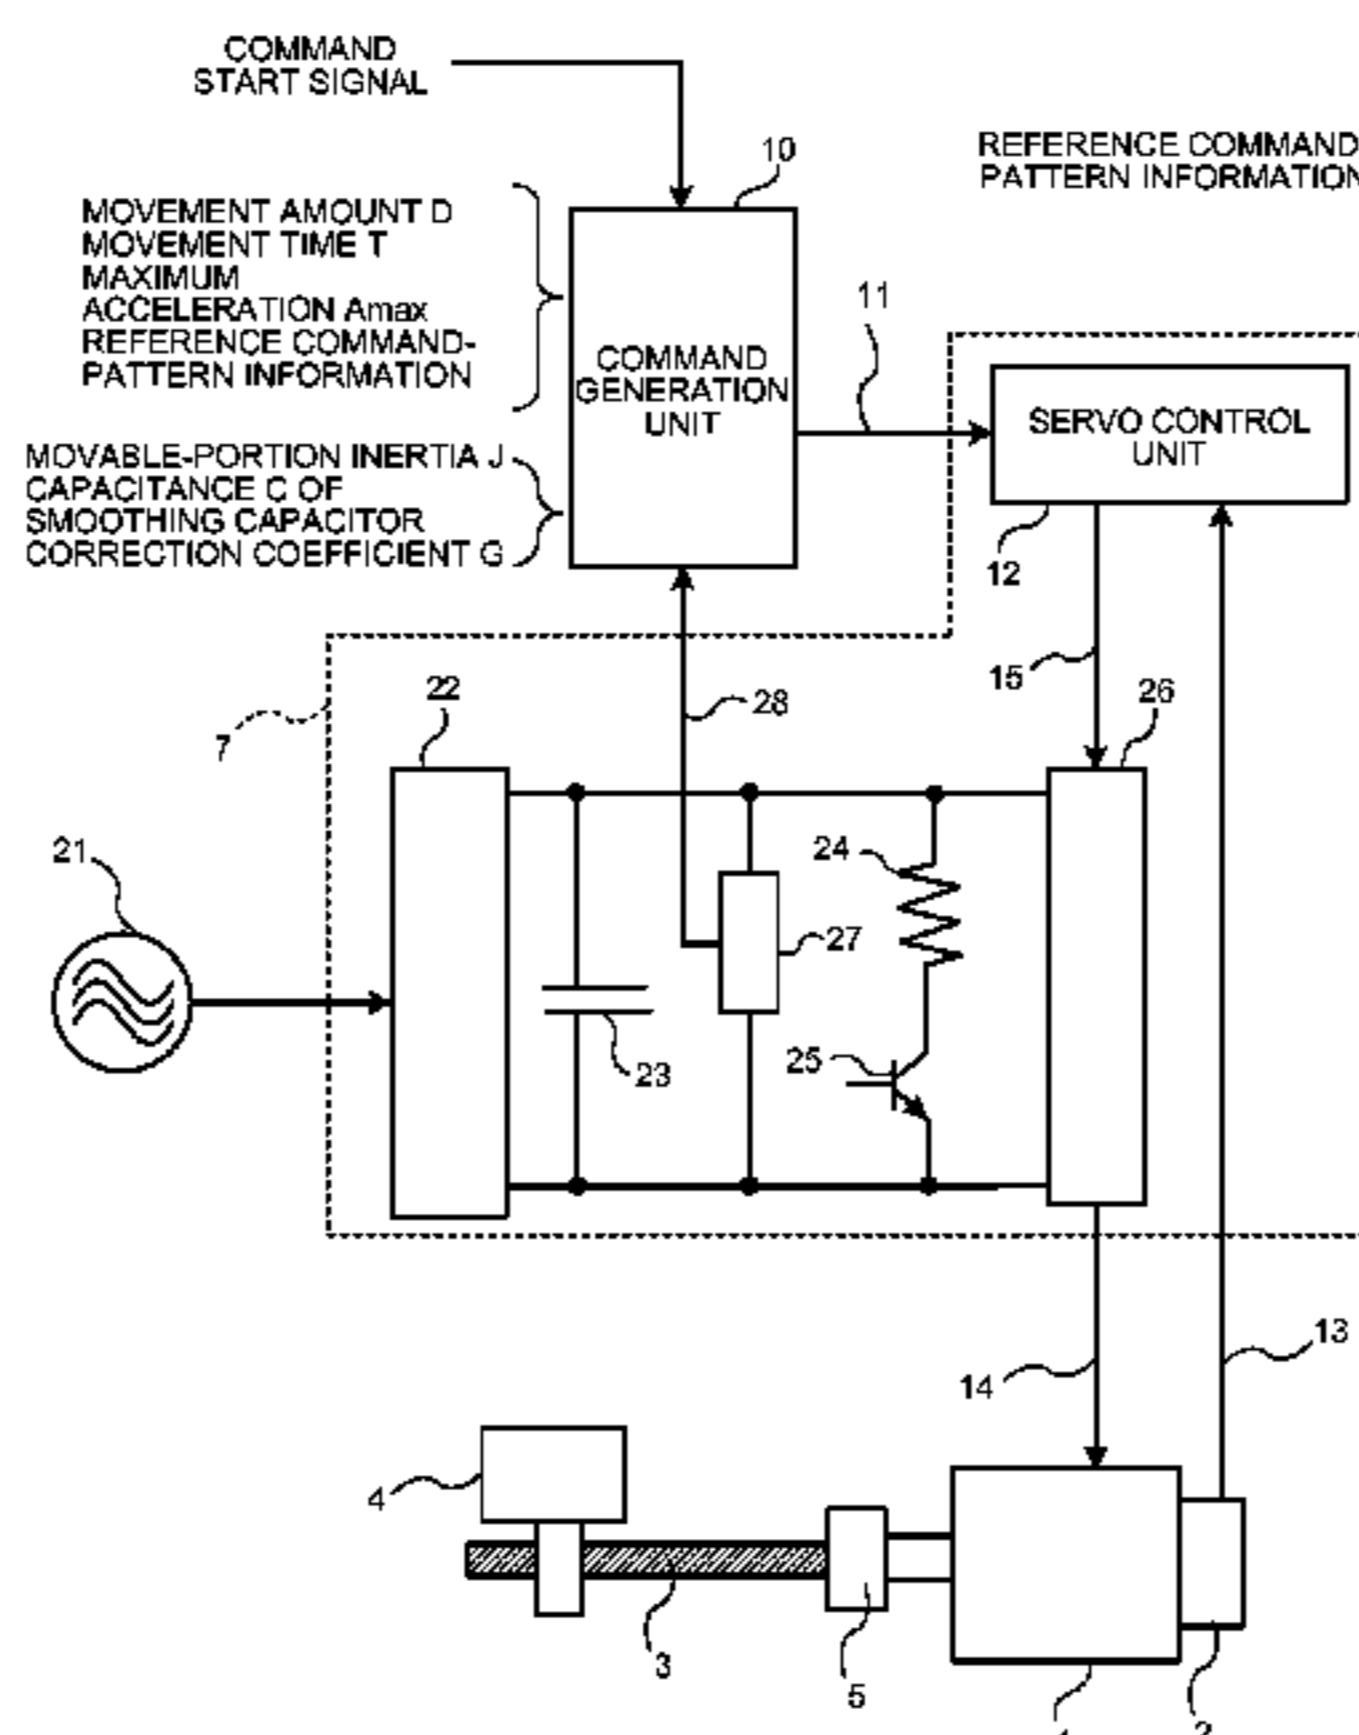 COMMAND
START SIGNAL
10
REFERENCE COMMAND
PATTERN INFORMATION
MOVEMENT AMOUNT D
MOVEMENT TIME T
MAXIMUM
ACCELERATION Amax
REFERENCE COMMAND-
PATTERN INFORMATION
11
COMMAND
GENERATION
UNIT
SERVO CONTROL
UNIT
MOVABLE-PORTION INERTIA J
CAPACITANCE C OF
SMOOTHING CAPACITOR
CORRECTION COEFFICIENT G
12
15
22
28
26
7
21
24
27
25
23
13
14
4
3
5
2